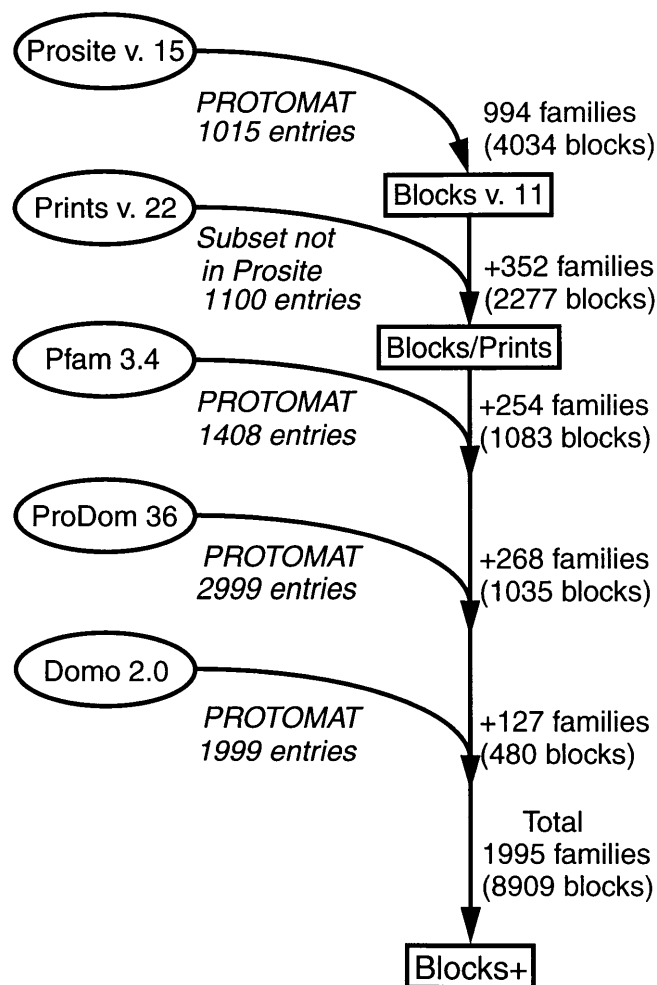 Prosite v. 15
PROTOMAT
1015 entries
994 families
(4034 blocks)
Blocks v. 11
Prints v. 22
Subset not
in Prosite
1100 entries
+352 families
(2277 blocks)
Blocks/Prints
Pfam 3.4
PROTOMAT
1408 entries
+254 families
(1083 blocks)
ProDom 36
PROTOMAT
2999 entries
+268 families
(1035 blocks)
Domo 2.0
PROTOMAT
1999 entries
+127 families
(480 blocks)
Total
1995 families
(8909 blocks)
Blocks+